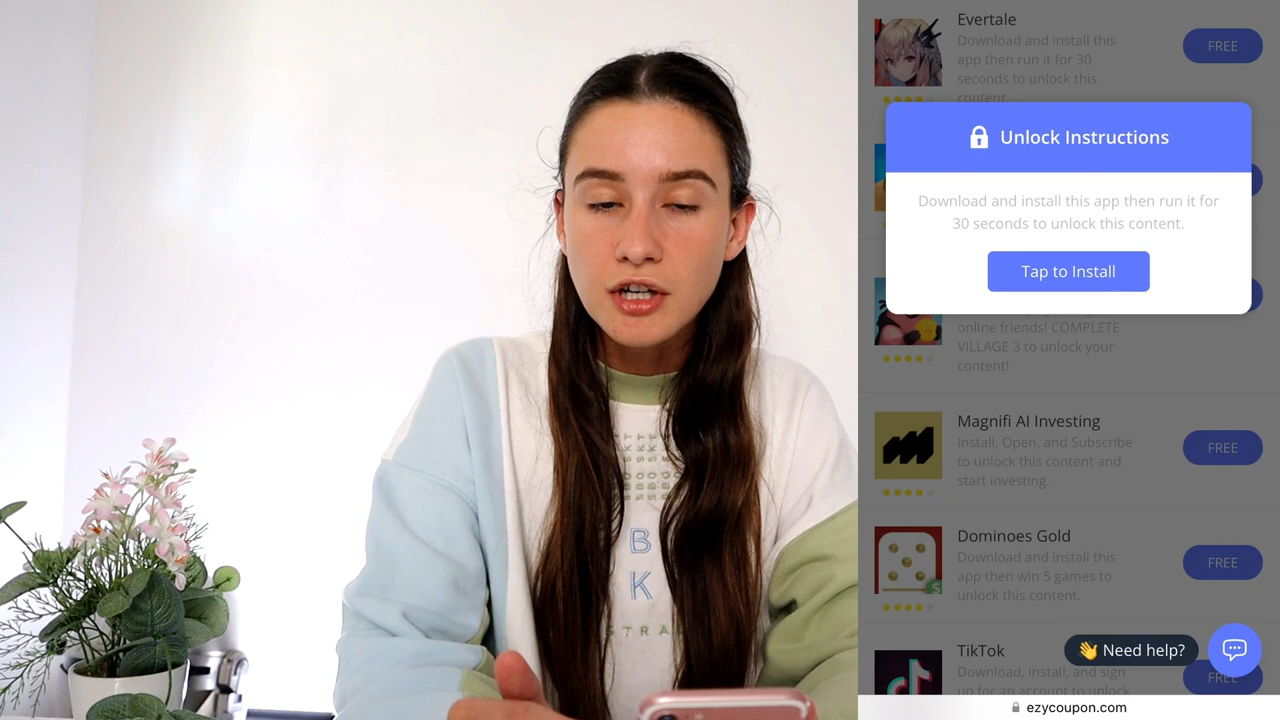 B
K
STRA
Evertale
Download and install this
app then run it for 30
seconds to unlock this
content.
FREE
Unlock Instructions
Download and install this app then run it for
30 seconds to unlock this content.
Tap to Install
online friends! COMPLETE
VILLAGE 3 to unlock your
content!
Magnifi AI Investing
Install, Open, and Subscribe
to unlock this content and
start investing.
FREE
Dominoes Gold
Download and install this
app then win 5 games to
unlock this content.
FREE
TikTok
Download, install, and sign
up for an account to unlock
FREE
Need help?
ezycoupon.com